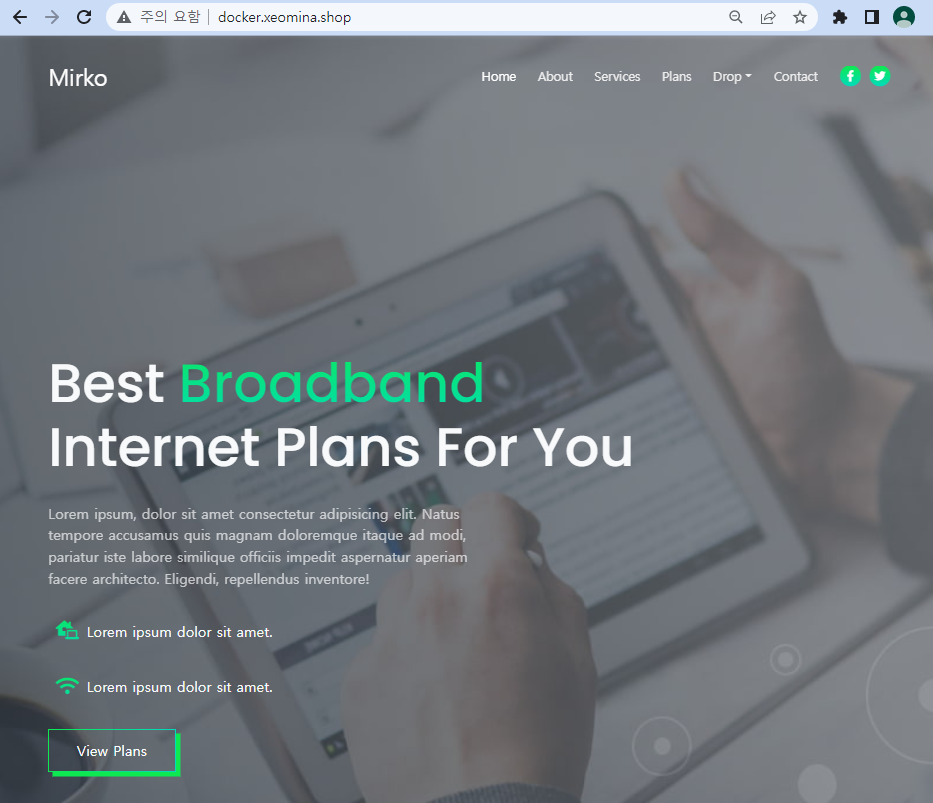 주의 요함 docker.xeomina.shop
Mirko Home About Services Plans Drop Contact
Best Broadband
Internet Plans For You
Lorem ipsum, dolor sit amet consectetur adipisicing elit. Natus
tempore accusamus quis magnam doloremque itaque ad modi,
pariatur iste labore similique officiis impedit aspernatur aperiam
facere architecto. Eligendi, repellendus inventore!
Lorem ipsum dolor sit amet.
Lorem ipsum dolor sit amet.
View Plans